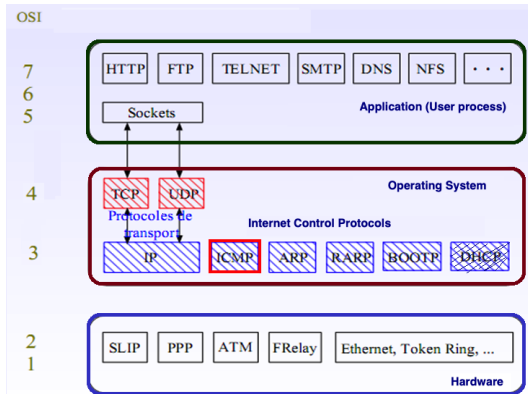 OSI
7
HTTP FTP TELNET SMTP DNS NFS . . .
6
Application (User process)
5
Sockets
Operating System
4
TCP UDP
Protocoles de
transport
Internet Control Protocols
3
IP ICMP ARP RARP BOOTP DHCP
2
SLIP PPP ATM FRelay Ethernet, Token Ring, ...
1
Hardware